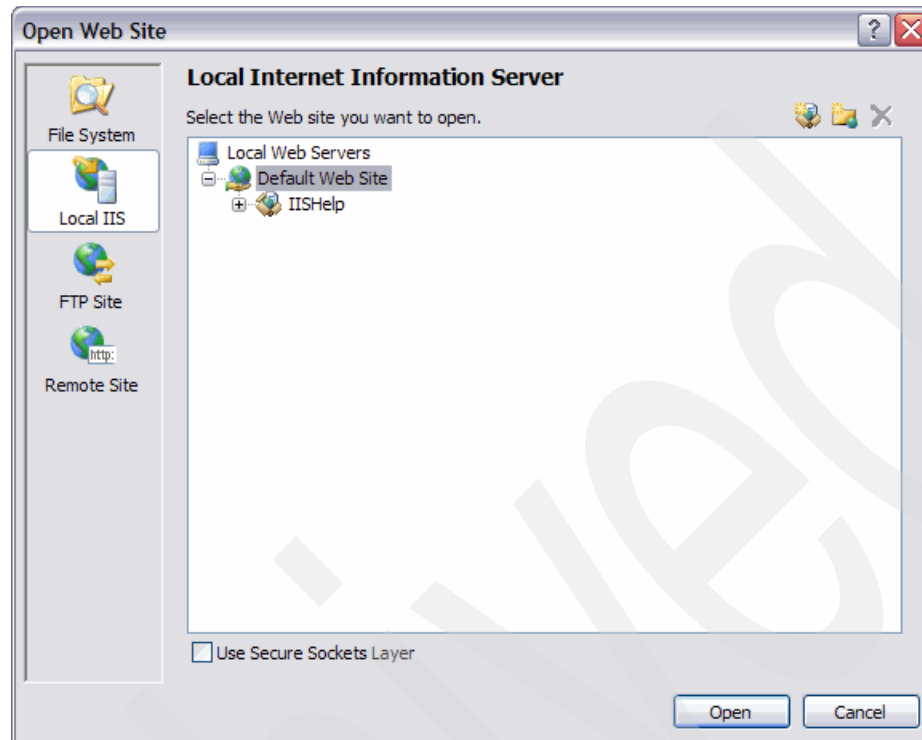 Open Web Site
?
File System
Local IIS
FTP Site
http:
Remote Site
Local Internet Information Server
Select the Web site you want to open.
Local Web Servers
Default Web Site
IISHelp
Use Secure Sockets Layer
Open
Cancel